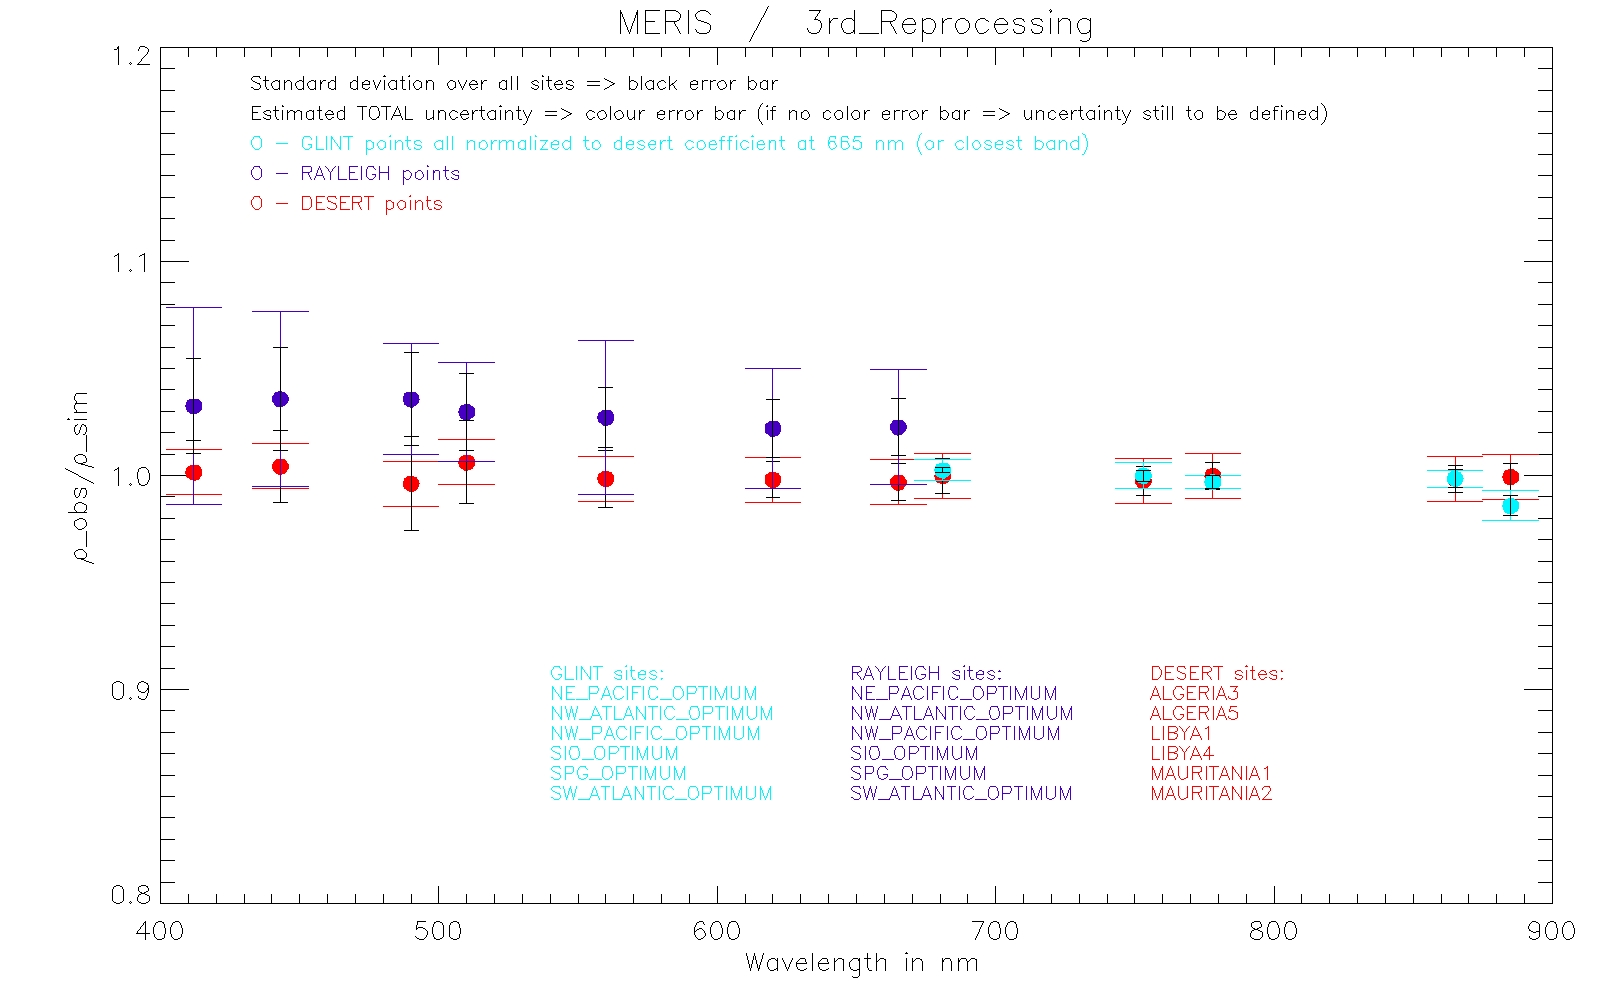 MERIS / 3rd_Reprocessing
1.2
Standard deviation over all sites => black error bar
Estimated TOTAL uncertainty => colour error bar (if no color error bar => uncertainty still to be defined)
O - GLINT points all normalized to desert coefficient at 665 nm (or closest band)
O - RAYLEIGH points
O - DESERT points
1.1
1.0
0.9
0.8
ρ_obs/ρ_sim
GLINT sites:
NE_PACIFIC_OPTIMUM
NW_ATLANTIC_OPTIMUM
NW_PACIFIC_OPTIMUM
SIO_OPTIMUM
SPG_OPTIMUM
SW_ATLANTIC_OPTIMUM
RAYLEIGH sites:
NE_PACIFIC_OPTIMUM
NW_ATLANTIC_OPTIMUM
NW_PACIFIC_OPTIMUM
SIO_OPTIMUM
SPG_OPTIMUM
SW_ATLANTIC_OPTIMUM
DESERT sites:
ALGERIA3
ALGERIA5
LIBYA1
LIBYA4
MAURITANIA1
MAURITANIA2
400 500 600 700 800 900
Wavelength in nm